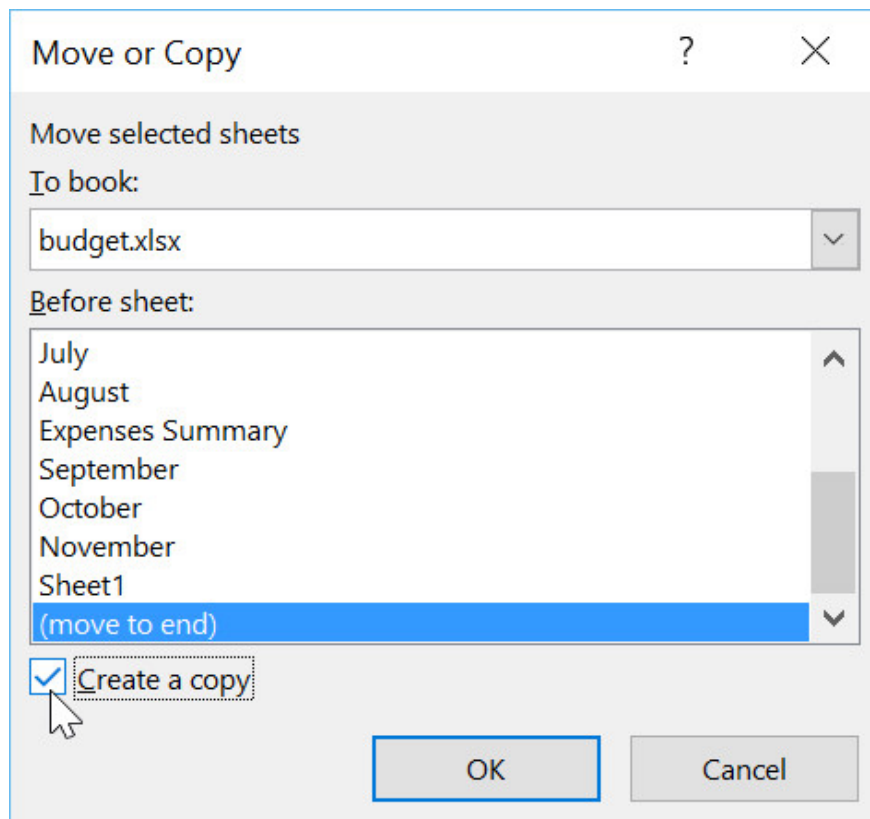 Move or Copy ?
Move selected sheets
To book:
budget.xlsx
Before sheet:
July
August
Expenses Summary
September
October
November
Sheet1
(move to end)
Create a copy
OK Cancel